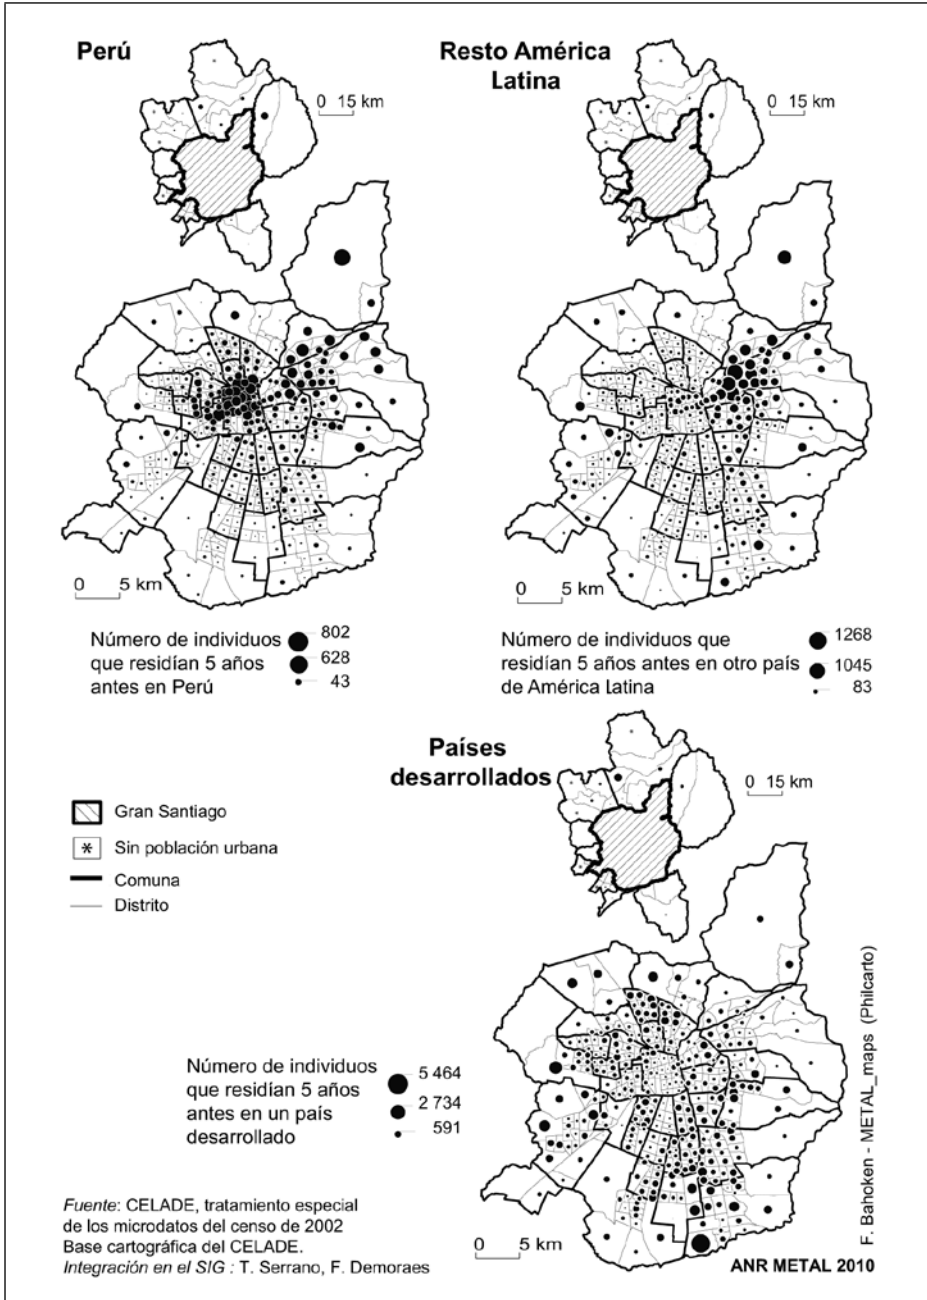 Perú
0 15 km
0 5 km
Número de individuos
que residían 5 años
antes en Perú
802
628
43
Resto América
Latina
0 15 km
0 5 km
Número de individuos que
residían 5 años antes en otro país
de América Latina
1268
1045
83
Países
desarrollados
0 15 km
Gran Santiago
* Sin población urbana
Comuna
Distrito
Número de individuos
que residían 5 años
antes en un país
desarrollado
5 464
2 734
591
0 5 km
Fuente: CELADE, tratamiento especial
de los microdatos del censo de 2002
Base cartográfica del CELADE.
Integración en el SIG : T. Serrano, F. Demoraes
ANR METAL 2010
F. Bahoken - METAL_maps (Philcarto)